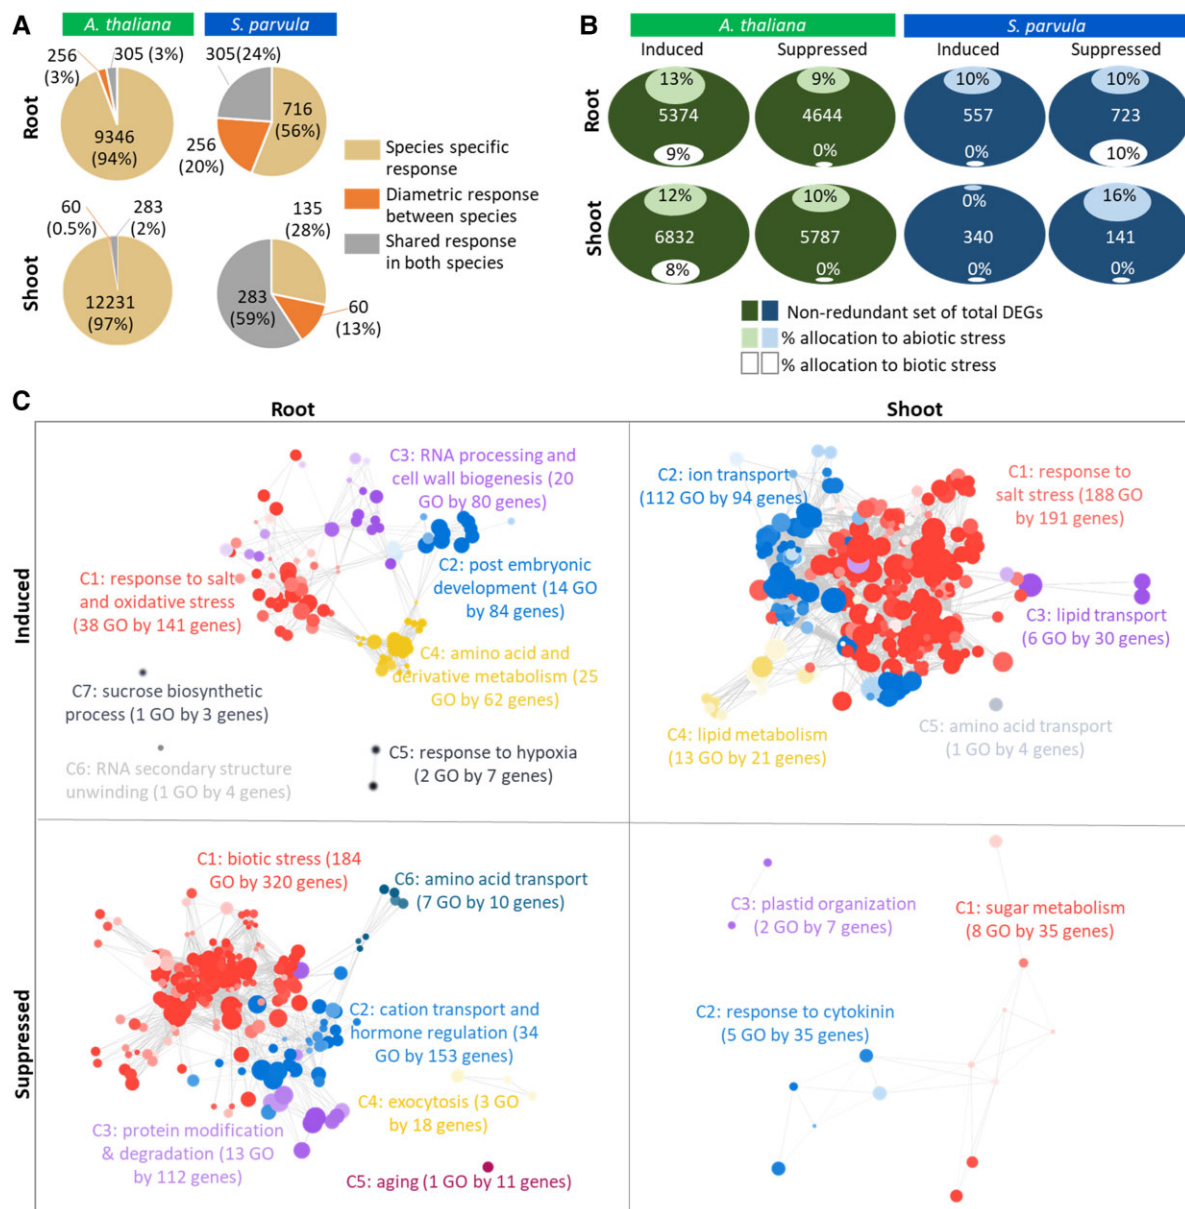 A
A. thaliana
S. parvula
Root
256
(3%)
305 (3%)
9346
(94%)
305(24%)
716
(56%)
256
(20%)
Shoot
60
(0.5%)
283
(2%)
12231
(97%)
135
(28%)
283
(59%)
60
(13%)
Species specific
response
Diametric response
between species
Shared response
in both species
B
A. thaliana
S. parvula
Induced
Suppressed
Induced
Suppressed
Root
13%
5374
9%
9%
4644
0%
10%
557
0%
10%
723
10%
Shoot
12%
6832
8%
10%
5787
0%
0%
340
0%
16%
141
0%
Non-redundant set of total DEGs
% allocation to abiotic stress
% allocation to biotic stress
C
Root
Shoot
Induced
C3: RNA processing and
cell wall biogenesis (20
GO by 80 genes)
C1: response to salt
and oxidative stress
(38 GO by 141 genes)
C2: post embryonic
development (14 GO
by 84 genes)
C4: amino acid and
derivative metabolism (25
GO by 62 genes)
C7: sucrose biosynthetic
process (1 GO by 3 genes)
C6: RNA secondary structure
unwinding (1 GO by 4 genes)
C5: response to hypoxia
(2 GO by 7 genes)
C2: ion transport
(112 GO by 94 genes)
C1: response to
salt stress (188 GO
by 191 genes)
C3: lipid transport
(6 GO by 30 genes)
C4: lipid metabolism
(13 GO by 21 genes)
C5: amino acid transport
(1 GO by 4 genes)
Suppressed
C1: biotic stress (184
GO by 320 genes)
C6: amino acid transport
(7 GO by 10 genes)
C2: cation transport and
hormone regulation (34
GO by 153 genes)
C4: exocytosis (3 GO
by 18 genes)
C3: protein modification
& degradation (13 GO
by 112 genes)
C5: aging (1 GO by 11 genes)
C3: plastid organization
(2 GO by 7 genes)
C1: sugar metabolism
(8 GO by 35 genes)
C2: response to cytokinin
(5 GO by 35 genes)